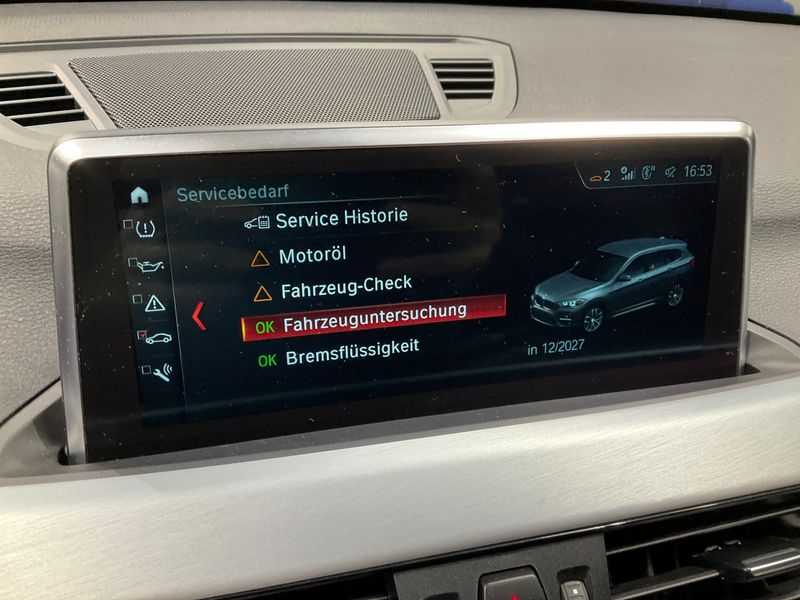 Servicebedarf
2 16:53
Service Historie
Motoröl
Fahrzeug-Check
OK Fahrzeuguntersuchung
OK Bremsflüssigkeit
in 12/2027